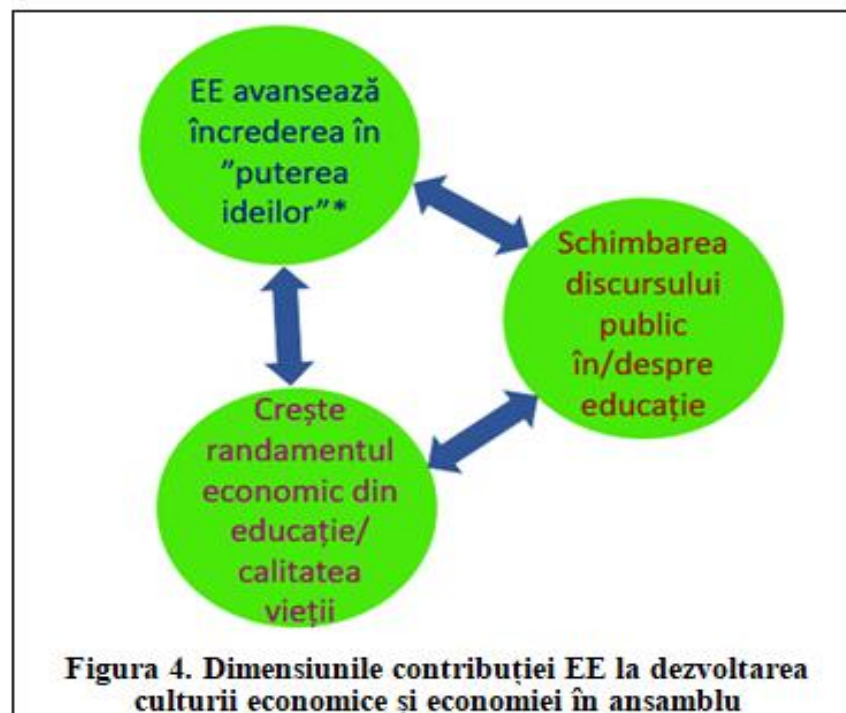 EE avansează
încrederea în
"puterea
ideilor"*
Schimbarea
discursului
public
în/despre
educație
Crește
randamentul
economic din
educație/
calitatea
vieții
Figura 4. Dimensiunile contribuției EE la dezvoltarea
culturii economice și economiei în ansamblu